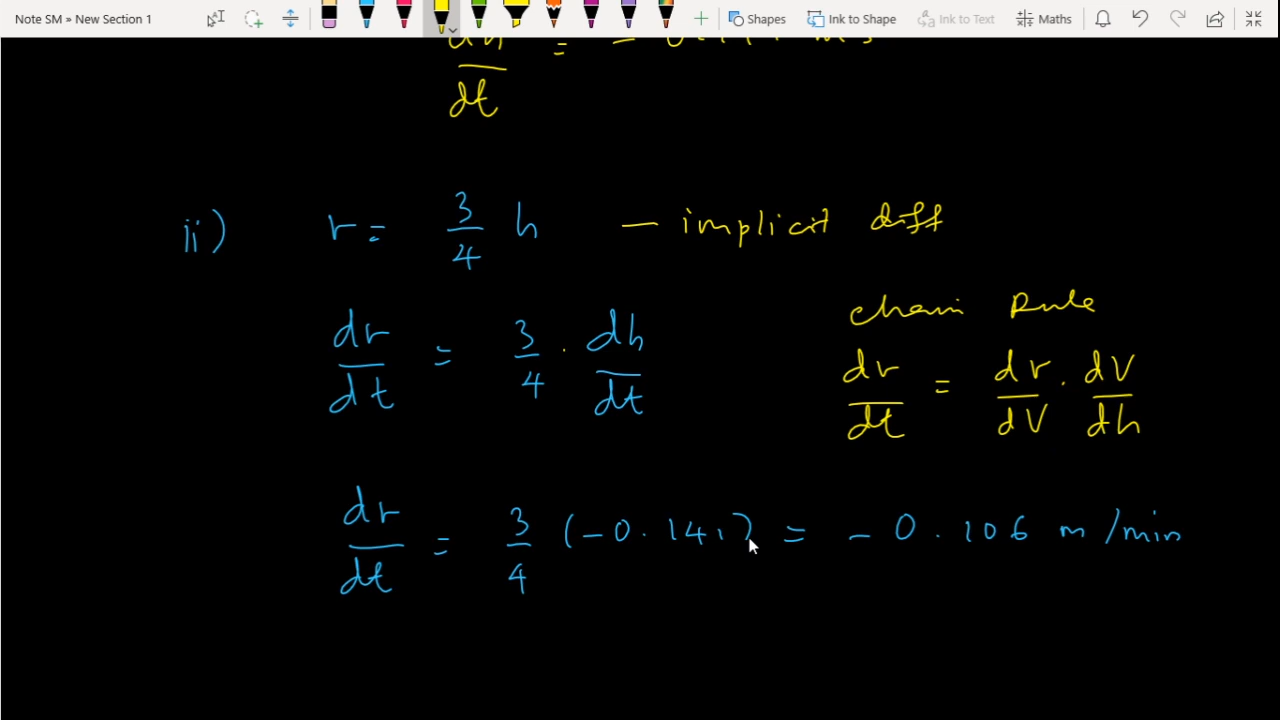 Note SM » New Section 1
Shapes
Ink to Shape
Ink to Text
Maths
dt
ii) r = 3/4 h — implicit diff
Chain Rule
dr/dt = 3/4 · dh/dt
dr/dt = dr/dV · dV/dh
dr/dt = 3/4 (-0.141) = -0.106 m/min